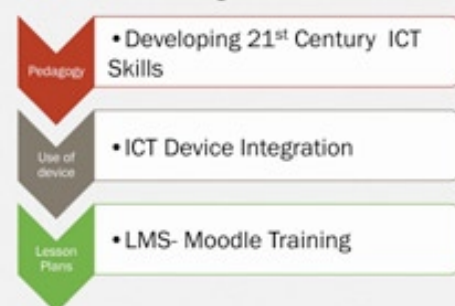 Pedagogy
•Developing 21st Century ICT
Skills
Use of
device
•ICT Device Integration
Lesson
Plans
•LMS- Moodle Training